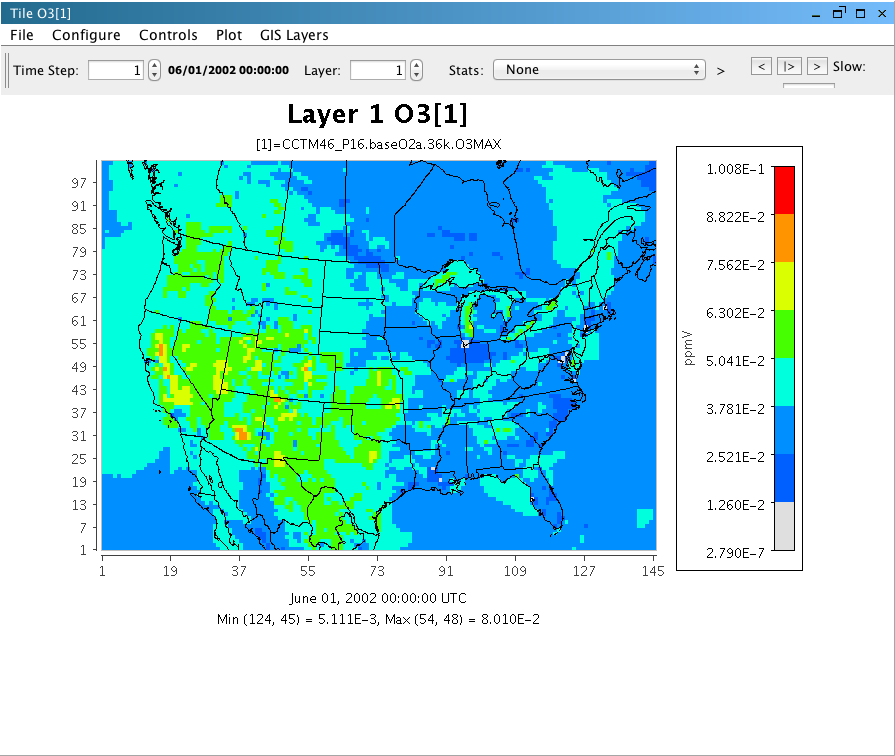 Tile O3[1]
File Configure Controls Plot GIS Layers
Time Step: 1 06/01/2002 00:00:00 Layer: 1 Stats: None > < |> > Slow:
Layer 1 O3[1]
[1]=CCTM46_P16.baseO2a.36k.O3MAX
97
91
85
79
73
67
61
55
49
43
37
31
25
19
13
7
1
1 19 37 55 73 91 109 127 145
June 01, 2002 00:00:00 UTC
Min (124, 45) = 5.111E-3, Max (54, 48) = 8.010E-2
ppmV
1.008E-1
8.822E-2
7.562E-2
6.302E-2
5.041E-2
3.781E-2
2.521E-2
1.260E-2
2.790E-7